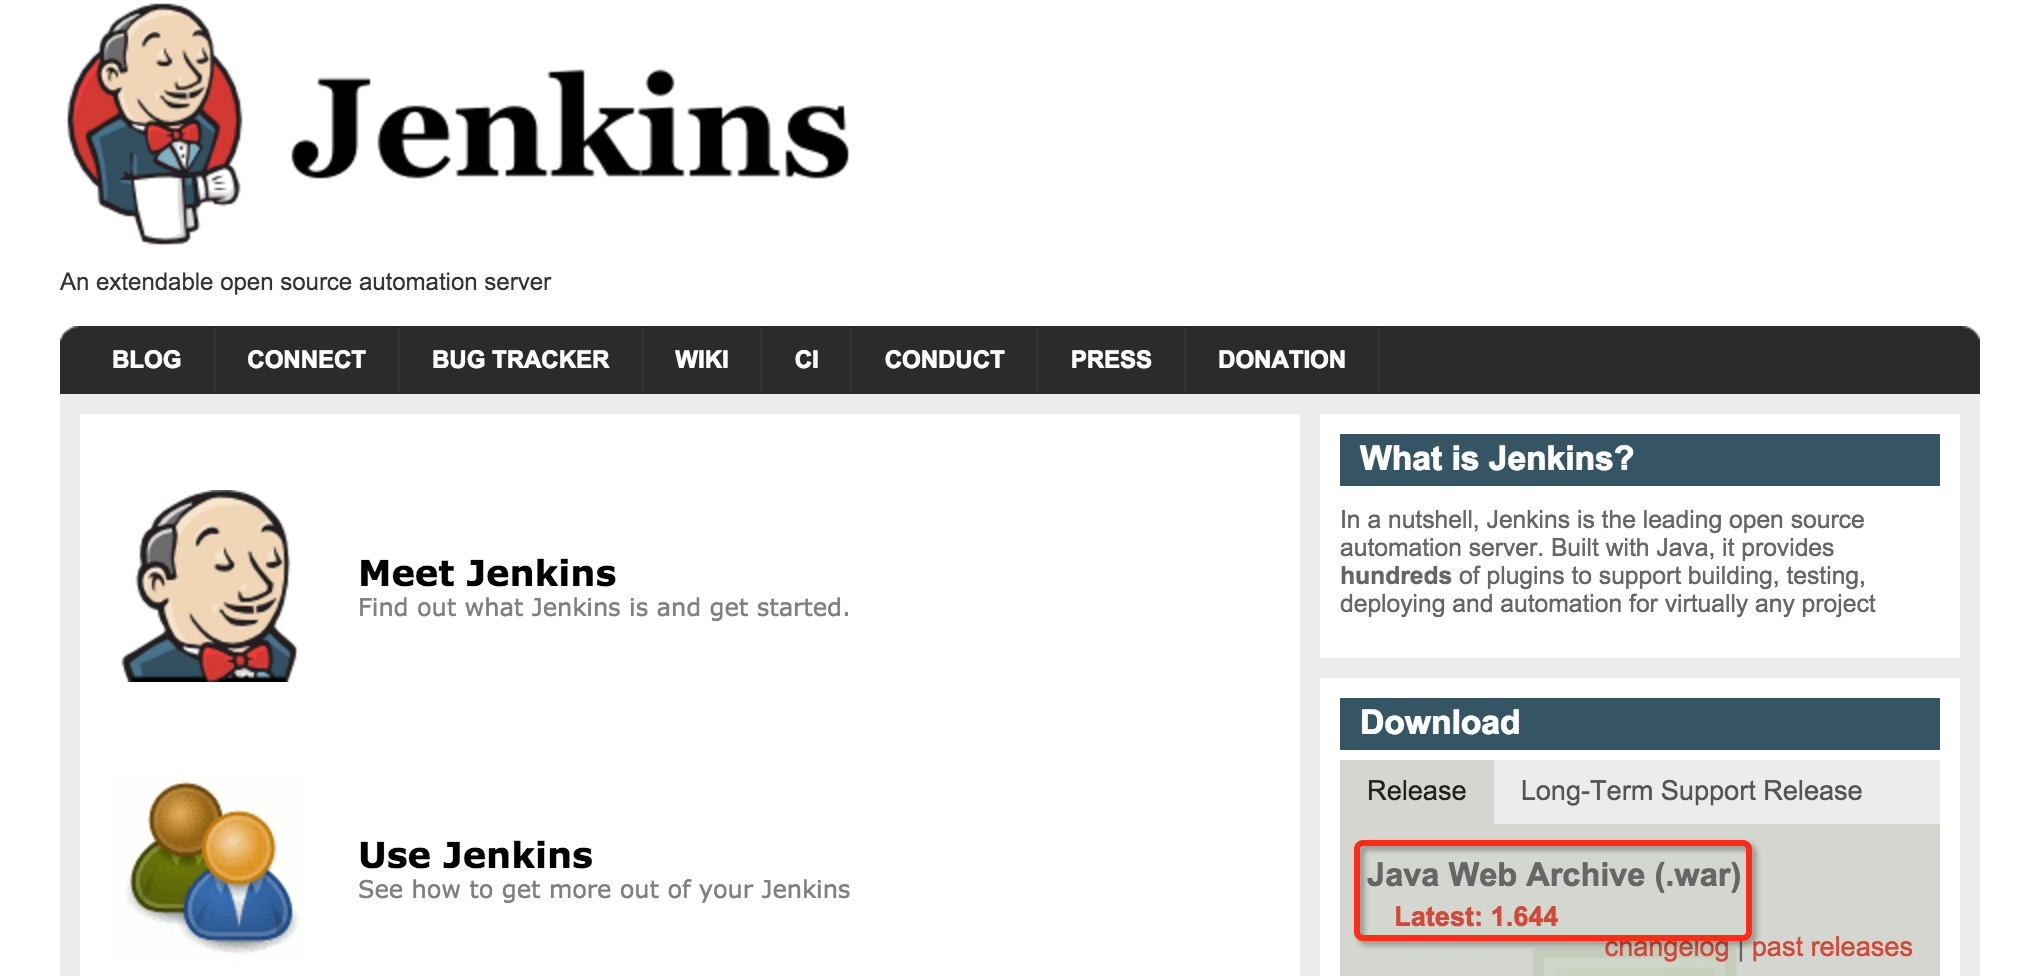 Jenkins
An extendable open source automation server
BLOG CONNECT BUG TRACKER WIKI CI CONDUCT PRESS DONATION
Meet Jenkins
Find out what Jenkins is and get started.
Use Jenkins
See how to get more out of your Jenkins
What is Jenkins?
In a nutshell, Jenkins is the leading open source
automation server. Built with Java, it provides
hundreds of plugins to support building, testing,
deploying and automation for virtually any project
Download
Release Long-Term Support Release
Java Web Archive (.war)
Latest: 1.644
changelog | past releases